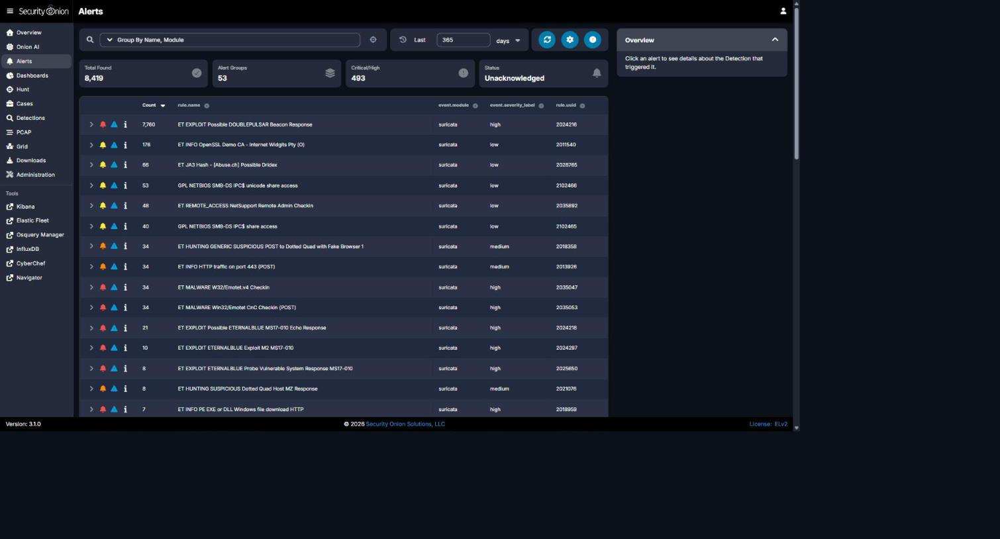 Security Onion
Alerts
Overview
Onion AI
Alerts
Dashboards
Hunt
Cases
Detections
PCAP
Grid
Downloads
Administration
Tools
Kibana
Elastic Fleet
Osquery Manager
InfluxDB
CyberChef
Navigator
Group By Name, Module
Last 365 days
Total Found
8,419
Alert Groups
53
Critical/High
493
Status
Unacknowledged
Overview
Click an alert to see details about the Detection that
triggered it.
Count rule.name event.module event.severity_label rule.uuid
7,760 ET EXPLOIT Possible DOUBLEPULSAR Beacon Response suricata high 2024216
176 ET INFO OpenSSL Demo CA - Internet Widgits Pty (O) suricata low 2011540
66 ET JA3 Hash - [Abuse.ch] Possible Dridex suricata low 2028765
53 GPL NETBIOS SMB-DS IPC$ unicode share access suricata low 2102466
48 ET REMOTE_ACCESS NetSupport Remote Admin Checkin suricata low 2035892
40 GPL NETBIOS SMB-DS IPC$ share access suricata low 2102465
34 ET HUNTING GENERIC SUSPICIOUS POST to Dotted Quad with Fake Browser 1 suricata medium 2018358
34 ET INFO HTTP traffic on port 443 (POST) suricata medium 2013926
34 ET MALWARE W32/Emotet.v4 Checkin suricata high 2035047
34 ET MALWARE Win32/Emotet CnC Checkin (POST) suricata high 2035053
21 ET EXPLOIT Possible ETERNALBLUE MS17-010 Echo Response suricata high 2024218
10 ET EXPLOIT ETERNALBLUE Exploit M2 MS17-010 suricata high 2024297
8 ET EXPLOIT ETERNALBLUE Probe Vulnerable System Response MS17-010 suricata high 2025650
8 ET HUNTING SUSPICIOUS Dotted Quad Host MZ Response suricata medium 2021076
7 ET INFO PE EXE or DLL Windows file download HTTP suricata high 2018959
Version: 3.1.0
© 2026 Security Onion Solutions, LLC
License: ELv2